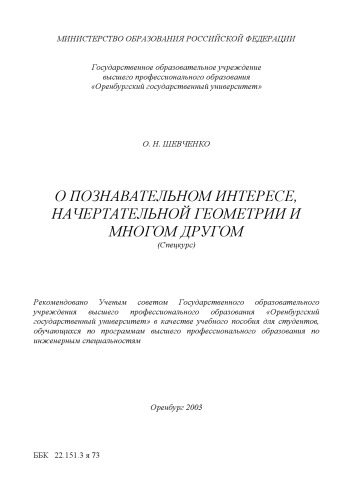 МИНИСТЕРСТВО ОБРАЗОВАНИЯ РОССИЙСКОЙ ФЕДЕРАЦИИ
Государственное образовательное учреждение
высшего профессионального образования
«Оренбургский государственный университет»
О. Н. ШЕВЧЕНКО
О ПОЗНАВАТЕЛЬНОМ ИНТЕРЕСЕ,
НАЧЕРТАТЕЛЬНОЙ ГЕОМЕТРИИ И
МНОГОМ ДРУГОМ
(Спецкурс)
Рекомендовано Ученым советом Государственного образовательного
учреждения высшего профессионального образования «Оренбургский
государственный университет» в качестве учебного пособия для студентов,
обучающихся по программам высшего профессионального образования по
инженерным специальностям
Оренбург 2003
ББК 22.151.3 я 73